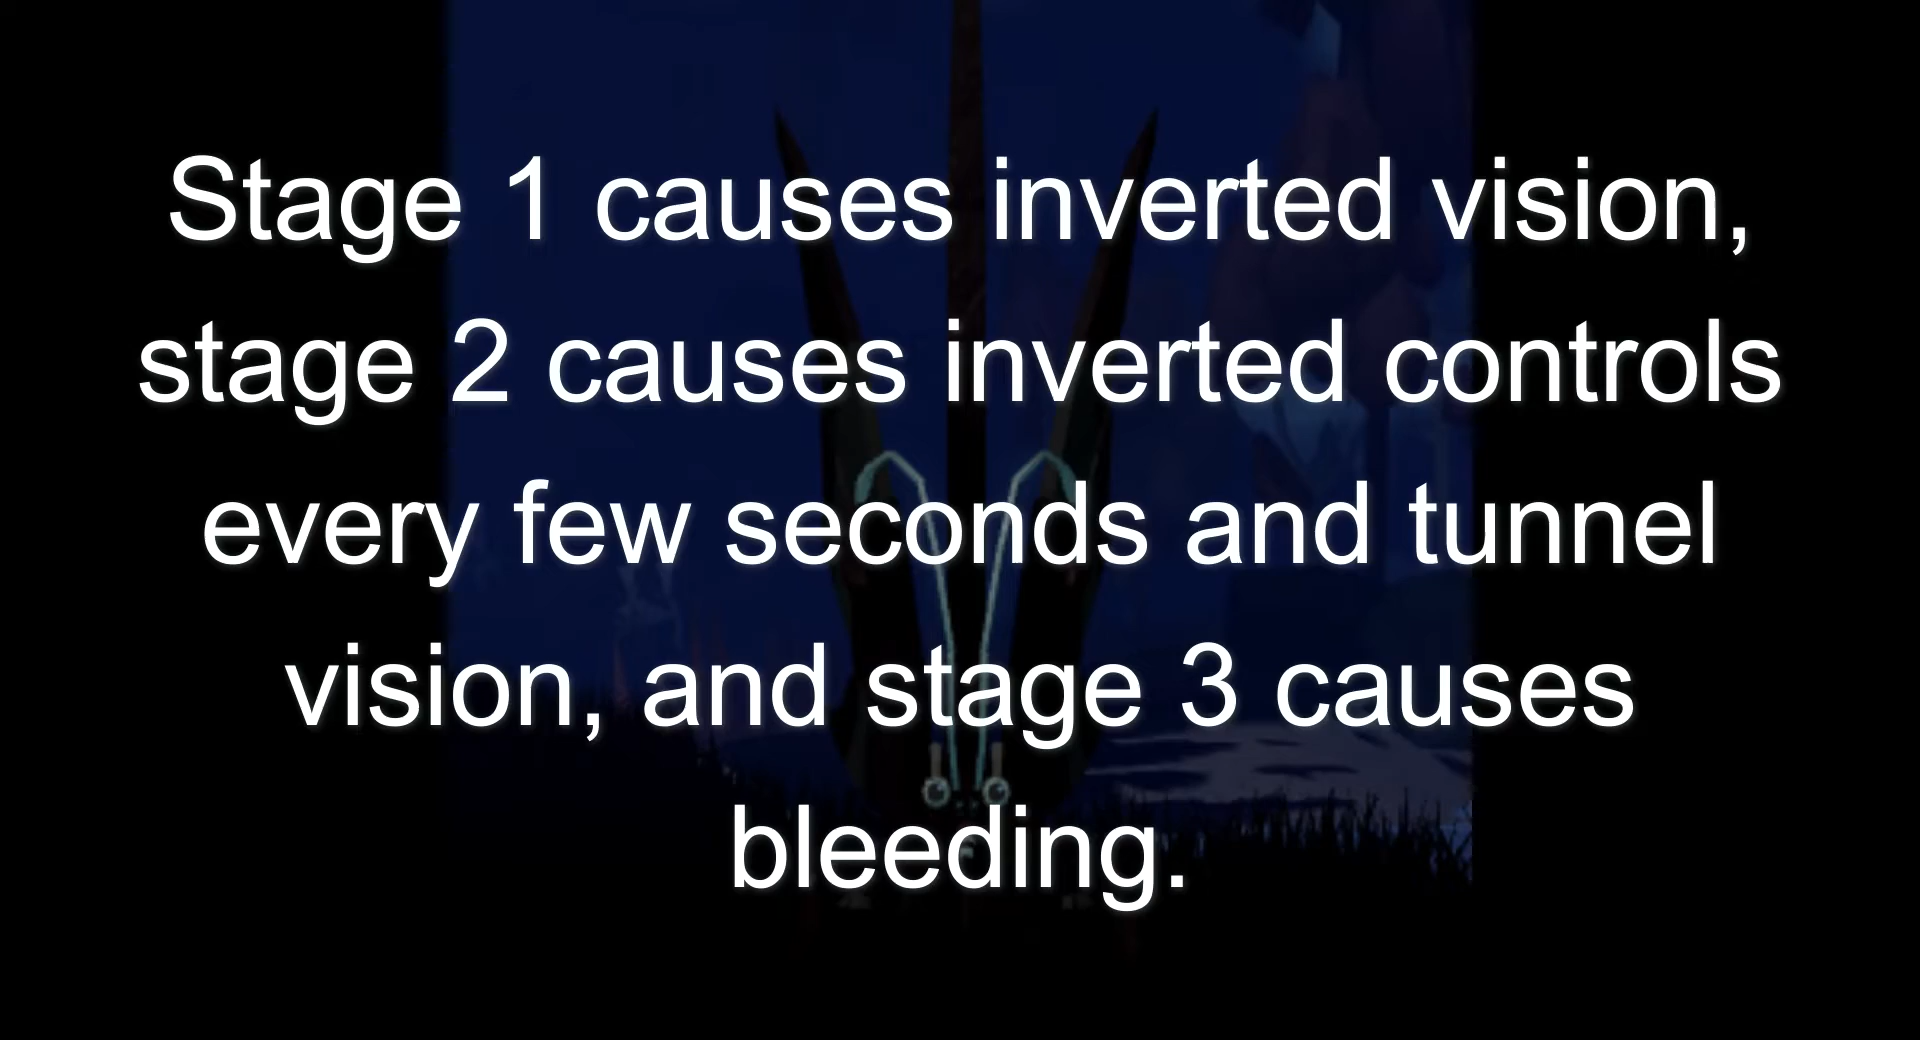 Stage 1 causes inverted vision,
stage 2 causes inverted controls
every few seconds and tunnel
vision, and stage 3 causes
bleeding.